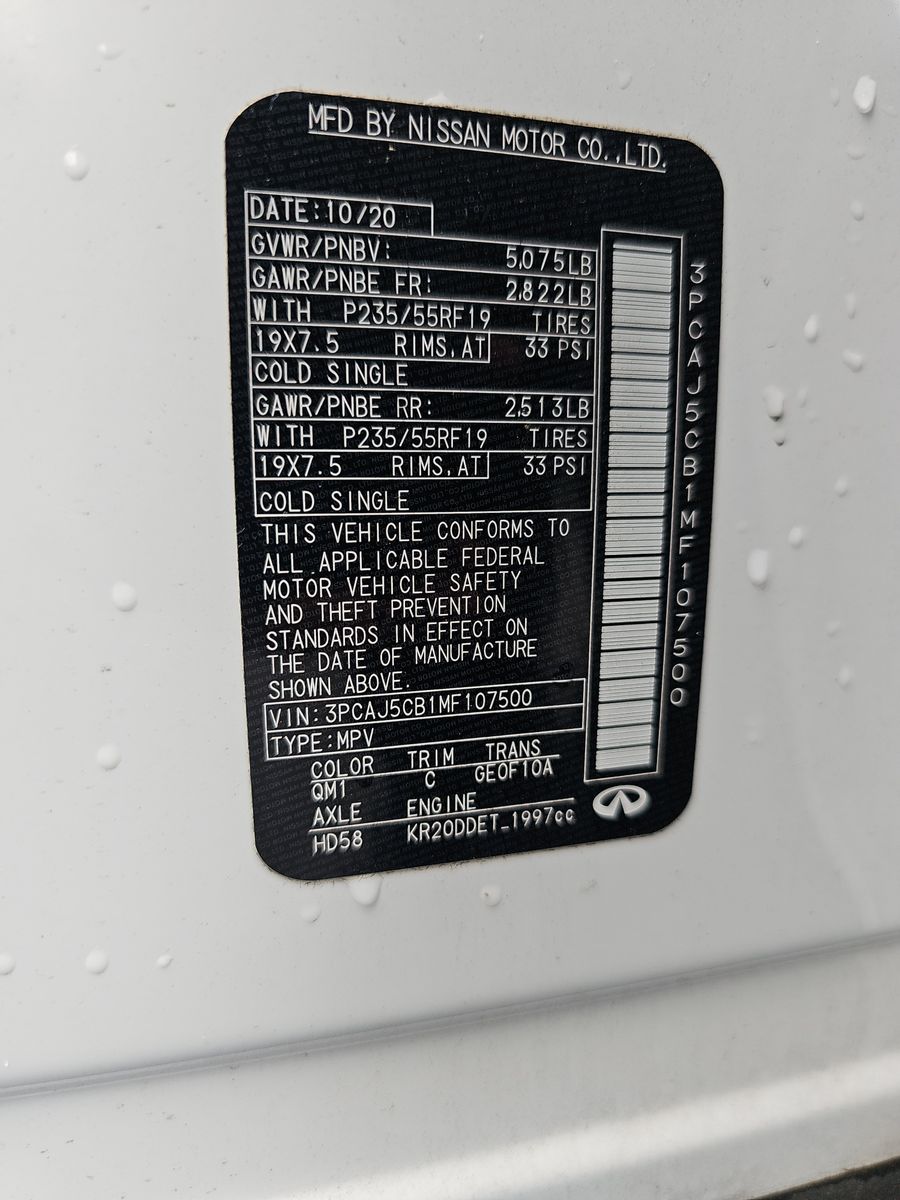 MFD BY NISSAN MOTOR CO.,LTD.
DATE:10/20
GVWR/PNBV: 5,075LB
GAWR/PNBE FR: 2,822LB
WITH P235/55RF19 TIRES
19X7.5 RIMS,AT 33 PSI
COLD SINGLE
GAWR/PNBE RR: 2,513LB
WITH P235/55RF19 TIRES
19X7.5 RIMS,AT 33 PSI
COLD SINGLE
THIS VEHICLE CONFORMS TO
ALL APPLICABLE FEDERAL
MOTOR VEHICLE SAFETY
AND THEFT PREVENTION
STANDARDS IN EFFECT ON
THE DATE OF MANUFACTURE
SHOWN ABOVE.
VIN:3PCAJ5CB1MF107500
TYPE:MPV
COLOR TRIM TRANS
QM1 C GE0F10A
AXLE ENGINE
HD58 KR20DDET_1997cc
3PCAJ5CB1MF107500